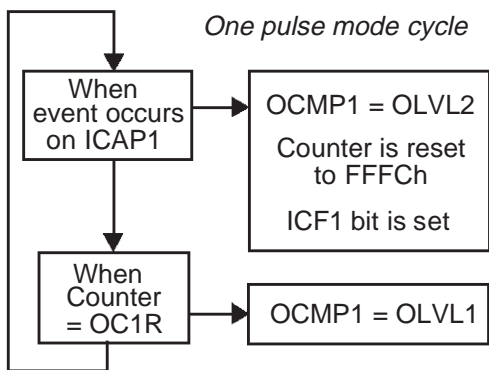 One pulse mode cycle
When
event occurs
on ICAP1
OCMP1 = OLVL2
Counter is reset
to FFFCh
ICF1 bit is set
When
Counter
= OC1R
OCMP1 = OLVL1